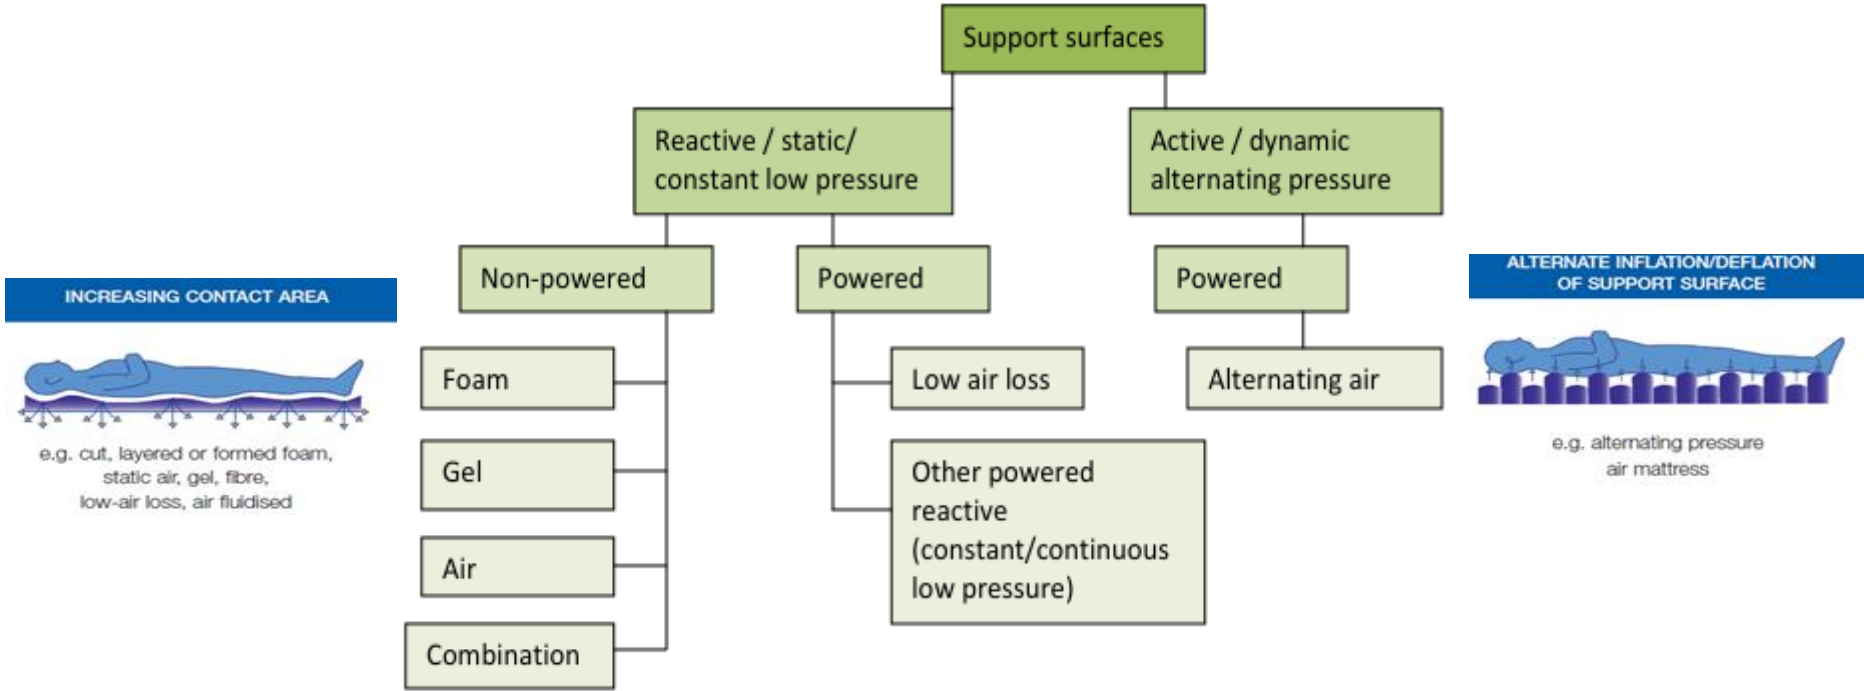 Support surfaces
Reactive / static/
constant low pressure
Active / dynamic
alternating pressure
Non-powered
Powered
Powered
Foam
Gel
Air
Combination
Low air loss
Other powered
reactive
(constant/continuous
low pressure)
Alternating air
INCREASING CONTACT AREA
e.g. cut, layered or formed foam,
static air, gel, fibre,
low-air loss, air fluidised
ALTERNATE INFLATION/DEFLATION
OF SUPPORT SURFACE
e.g. alternating pressure
air mattress